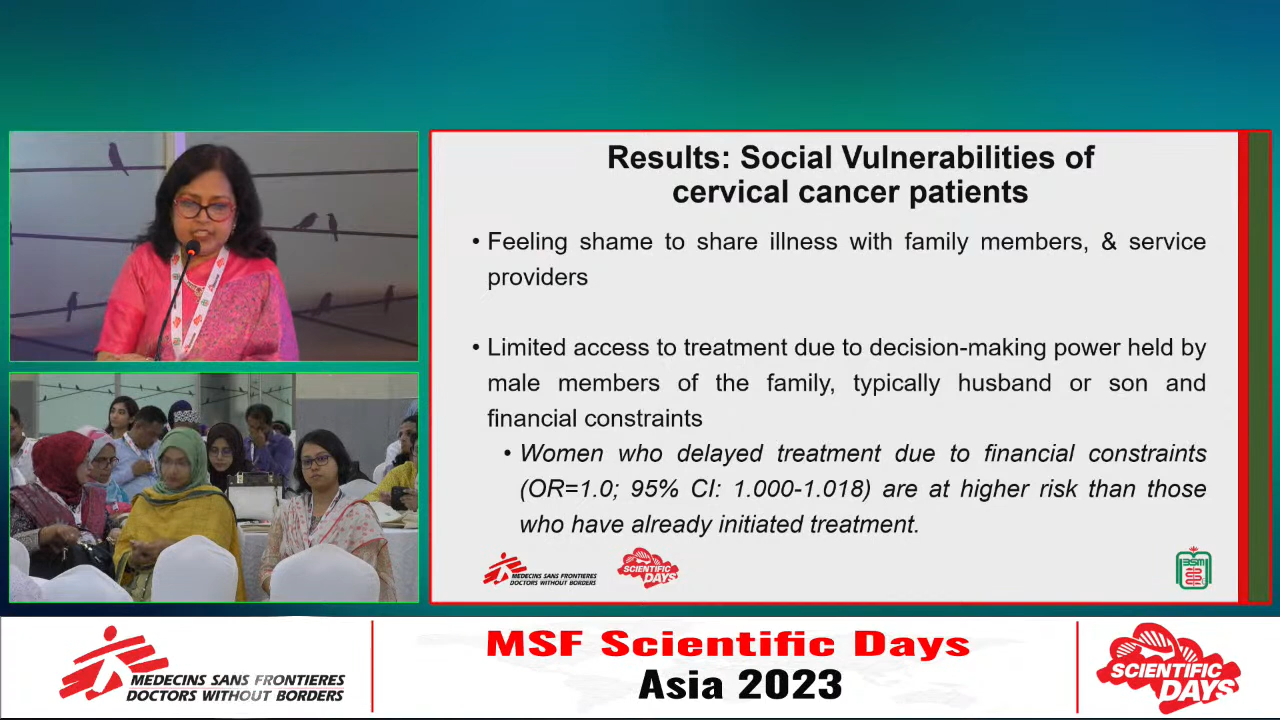 Results: Social Vulnerabilities of
cervical cancer patients
• Feeling shame to share illness with family members, & service
providers
• Limited access to treatment due to decision-making power held by
male members of the family, typically husband or son and
financial constraints
• Women who delayed treatment due to financial constraints
(OR=1.0; 95% CI: 1.000-1.018) are at higher risk than those
who have already initiated treatment.
MEDECINS SANS FRONTIERES
DOCTORS WITHOUT BORDERS
SCIENTIFIC
DAYS
BSM
MEDECINS SANS FRONTIERES
DOCTORS WITHOUT BORDERS
MSF Scientific Days
Asia 2023
SCIENTIFIC
DAYS